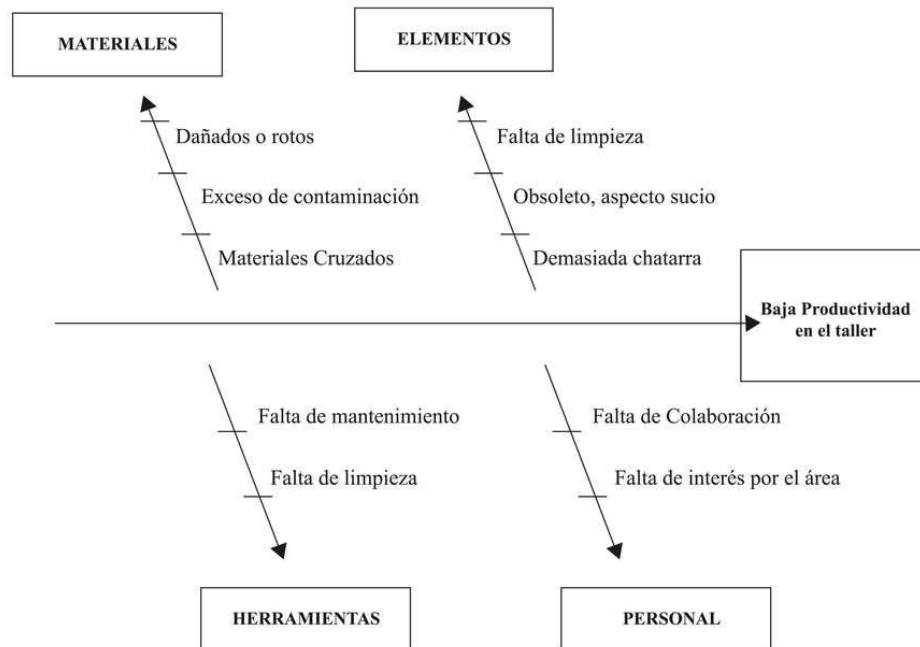 MATERIALES
ELEMENTOS
Dañados o rotos
Falta de limpieza
Exceso de contaminación
Obsoleto, aspecto sucio
Materiales Cruzados
Demasiada chatarra
Baja Productividad
en el taller
Falta de mantenimiento
Falta de Colaboración
Falta de limpieza
Falta de interés por el área
HERRAMIENTAS
PERSONAL